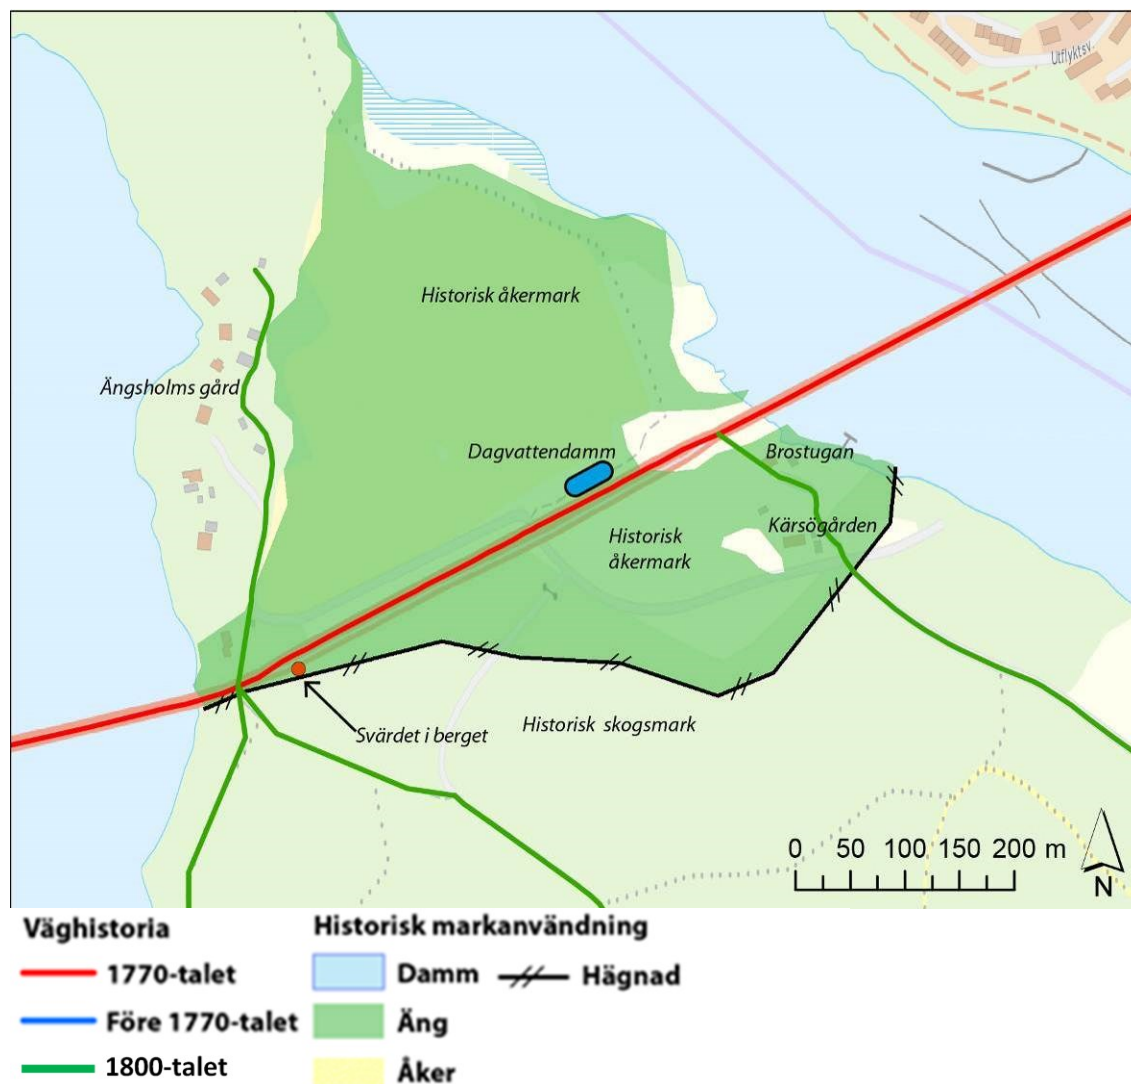 Utflyktsv.
Historisk åkermark
Ängsholms gård
Dagvattendamm
Brostugan
Kärsögården
Historisk
åkermark
Svärdet i berget
Historisk skogsmark
0 50 100 150 200 m
N
Väghistoria
1770-talet
Före 1770-talet
1800-talet
Historisk markanvändning
Damm
Hägnad
Äng
Åker